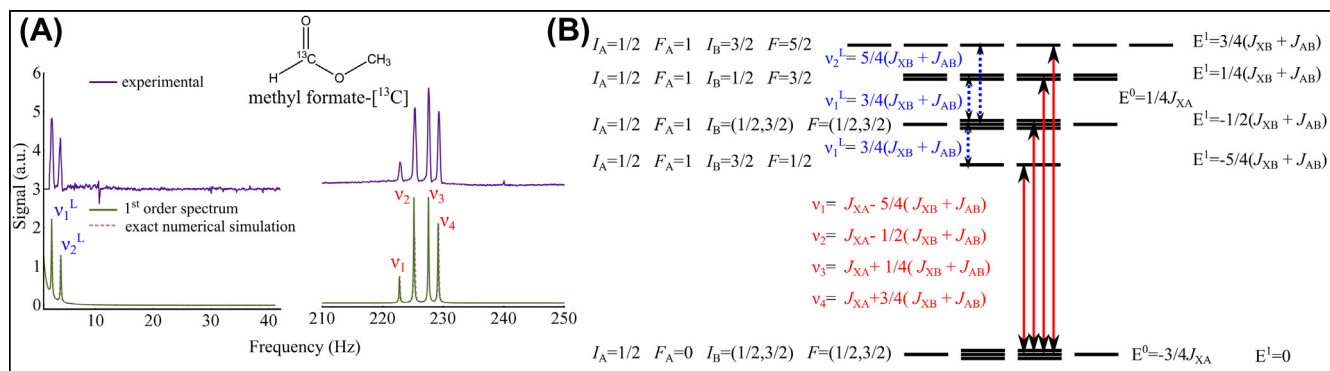 (A)
O
13C
H
O
CH3
methyl formate-[13C]
experimental
1st order spectrum
exact numerical simulation
Signal (a.u.)
6
5
4
3
2
1
0
ν1L
ν2L
ν1
ν2
ν3
ν4
10 20 30 40 210 220 230 240 250
Frequency (Hz)
(B)
IA=1/2 FA=1 IB=3/2 F=5/2
E1=3/4(JXB + JAB)
ν2L= 5/4(JXB + JAB)
IA=1/2 FA=1 IB=1/2 F=3/2
E1=1/4(JXB + JAB)
ν1L= 3/4(JXB + JAB)
E0=1/4JXA
IA=1/2 FA=1 IB=(1/2,3/2) F=(1/2,3/2)
E1=-1/2(JXB + JAB)
ν1L= 3/4(JXB + JAB)
IA=1/2 FA=1 IB=3/2 F=1/2
E1=-5/4(JXB + JAB)
ν1= JXA- 5/4( JXB + JAB)
ν2= JXA- 1/2( JXB + JAB)
ν3= JXA+ 1/4( JXB + JAB)
ν4= JXA+3/4( JXB + JAB)
IA=1/2 FA=0 IB=(1/2,3/2) F=(1/2,3/2)
E0=-3/4JXA E1=0